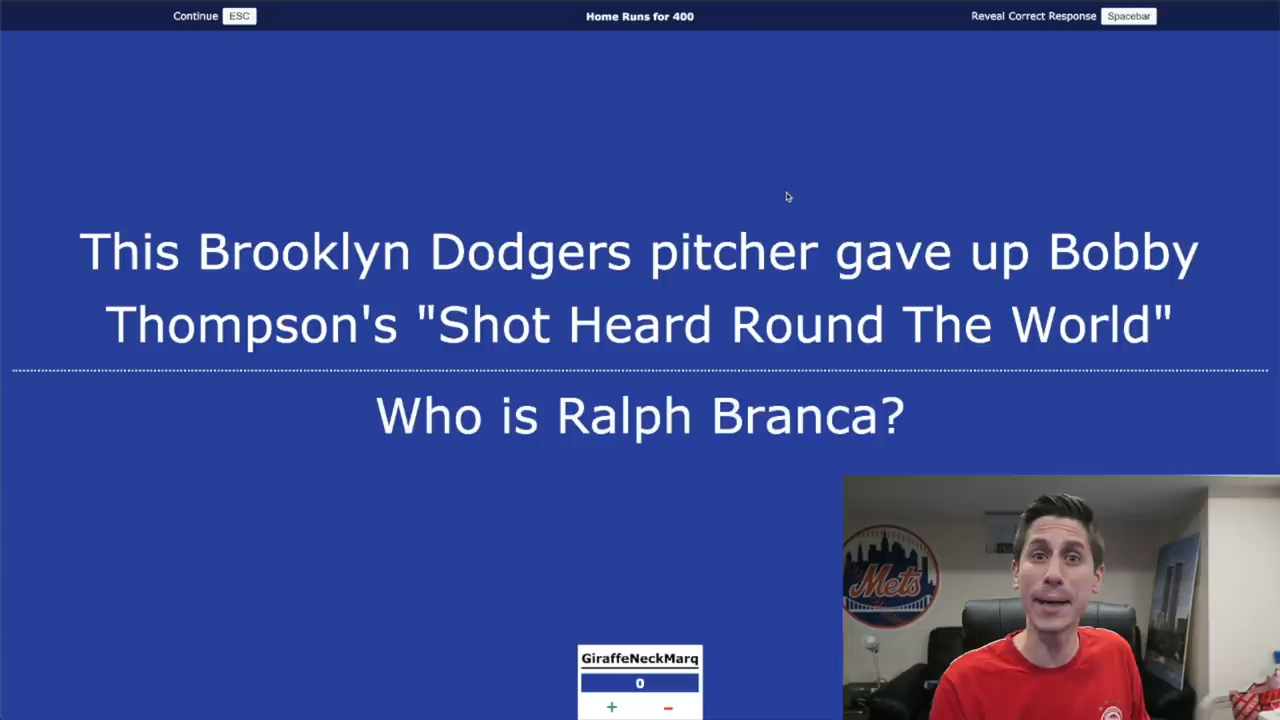 Continue ESC
Home Runs for 400
Reveal Correct Response Spacebar
This Brooklyn Dodgers pitcher gave up Bobby
Thompson's "Shot Heard Round The World"
Who is Ralph Branca?
Mets
GiraffeNeckMarq
0
+ −